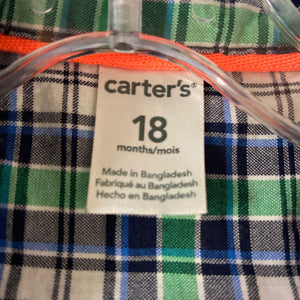 carter's®
18
months/mois
Made in Bangladesh
Fabriqué au Bangladesh
Hecho en Bangladesh